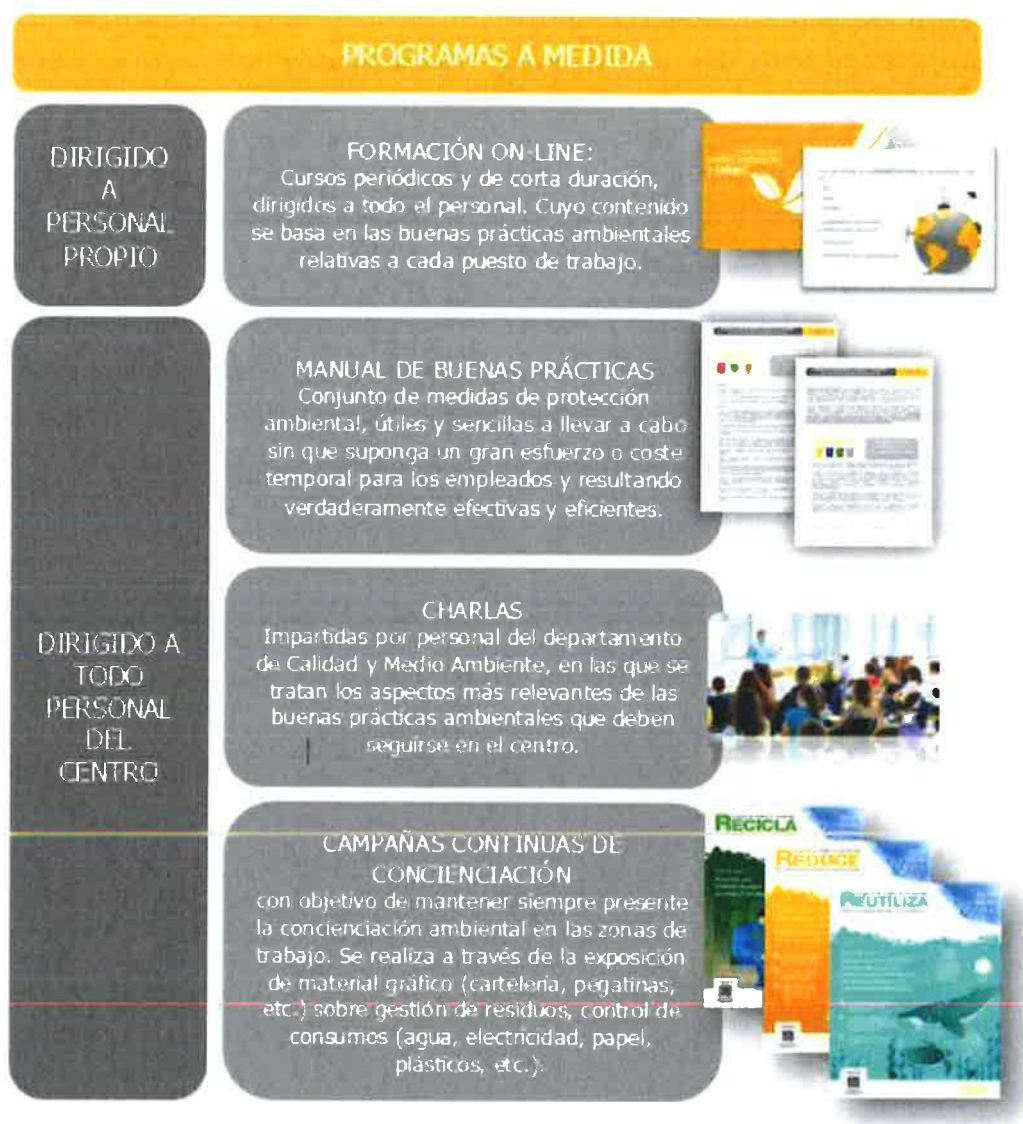 PROGRAMAS A MEDIDA
DIRIGIDO
A
PERSONAL
PROPIO
FORMACIÓN ON-LINE:
Cursos periódicos y de corta duración,
dirigidos a todo el personal. Cuyo contenido
se basa en las buenas prácticas ambientales
relativas a cada puesto de trabajo.
DIRIGIDO A
TODO
PERSONAL
DEL
CENTRO
MANUAL DE BUENAS PRÁCTICAS
Conjunto de medidas de protección
ambiental, útiles y sencillas a llevar a cabo
sin que suponga un gran esfuerzo o coste
temporal para los empleados y resultando
verdaderamente efectivas y eficientes.
CHARLAS
Impartidas por personal del departamento
de Calidad y Medio Ambiente, en las que se
tratan los aspectos más relevantes de las
buenas prácticas ambientales que deben
seguirse en el centro.
CAMPAÑAS CONTINUAS DE
CONCIENCIACIÓN
con objetivo de mantener siempre presente
la concienciación ambiental en las zonas de
trabajo. Se realiza a través de la exposición
de material gráfico (cartelería, pegatinas,
etc.) sobre gestión de residuos, control de
consumos (agua, electricidad, papel,
plásticos, etc.).
RECICLA
REDUCE
REUTILIZA